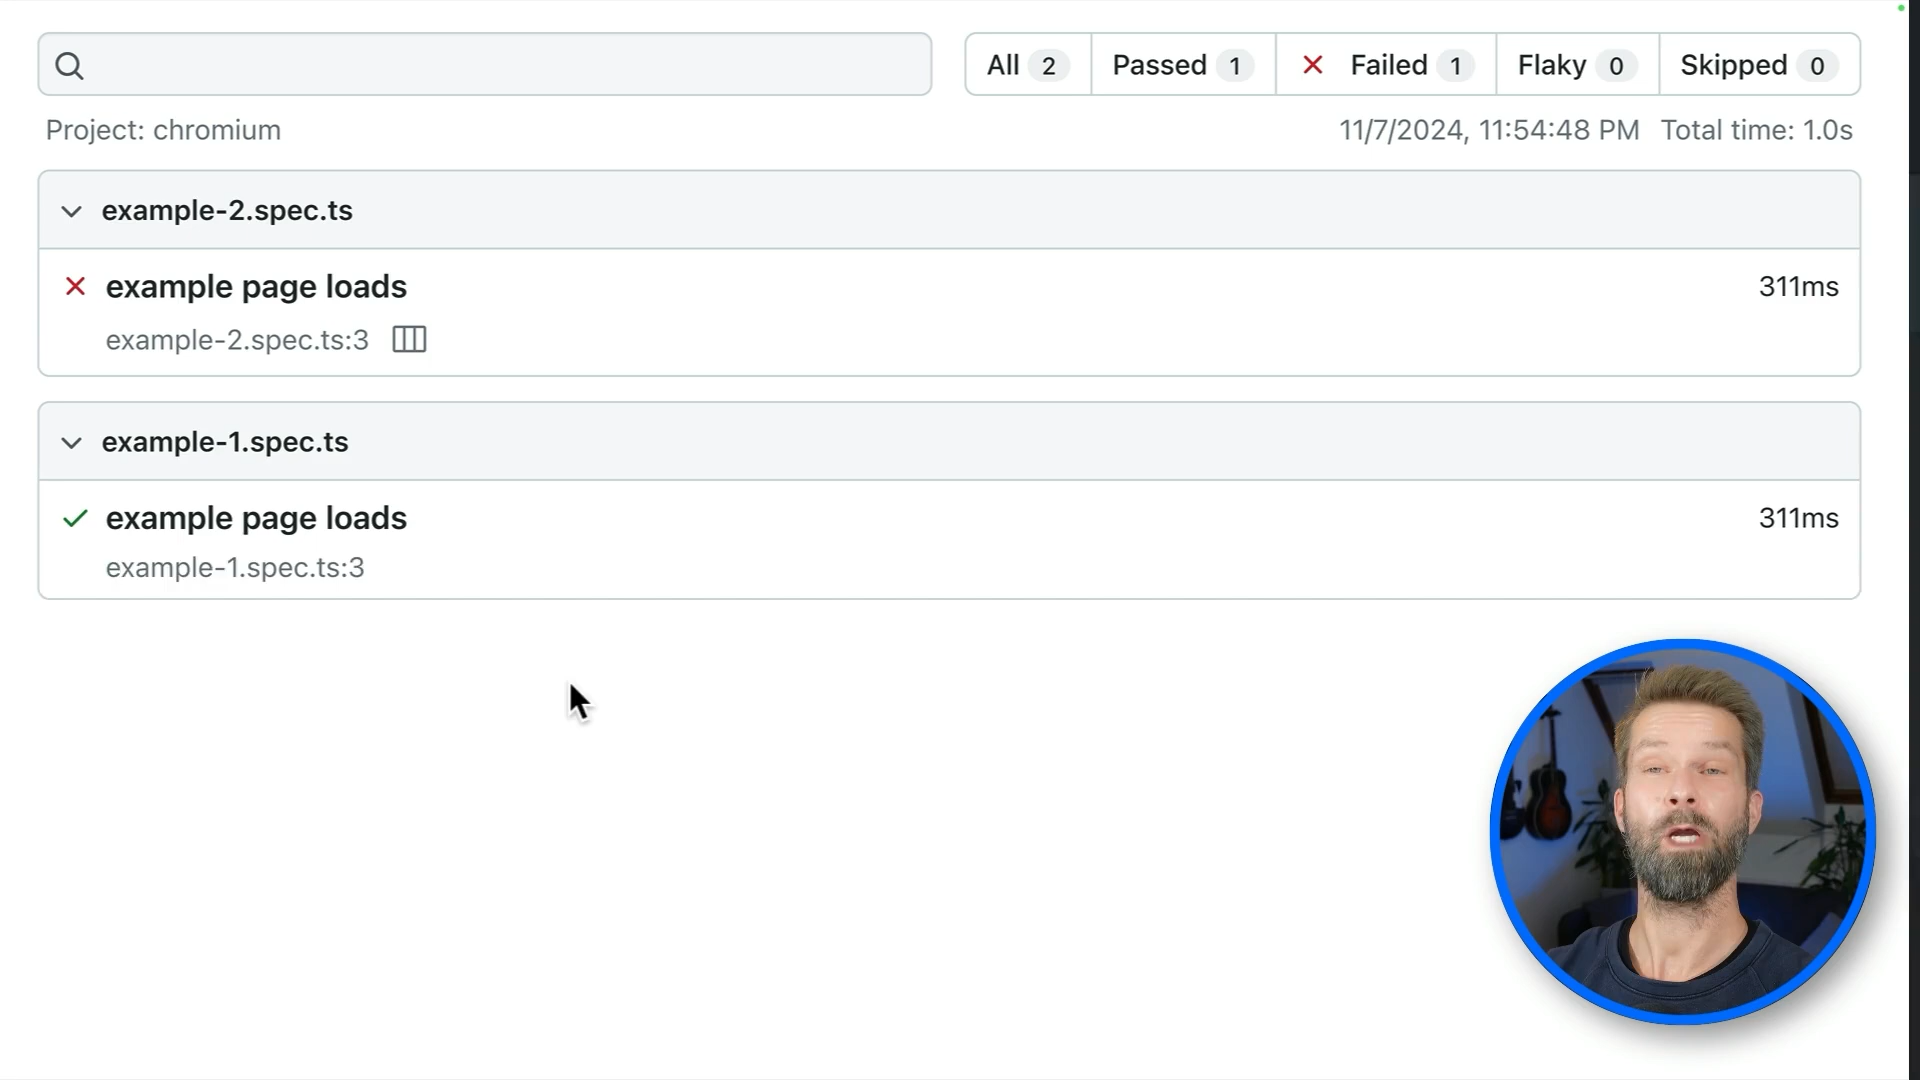 All 2 Passed 1 Failed 1 Flaky 0 Skipped 0
Project: chromium 11/7/2024, 11:54:48 PM Total time: 1.0s
example-2.spec.ts
example page loads 311ms
example-2.spec.ts:3
example-1.spec.ts
example page loads 311ms
example-1.spec.ts:3